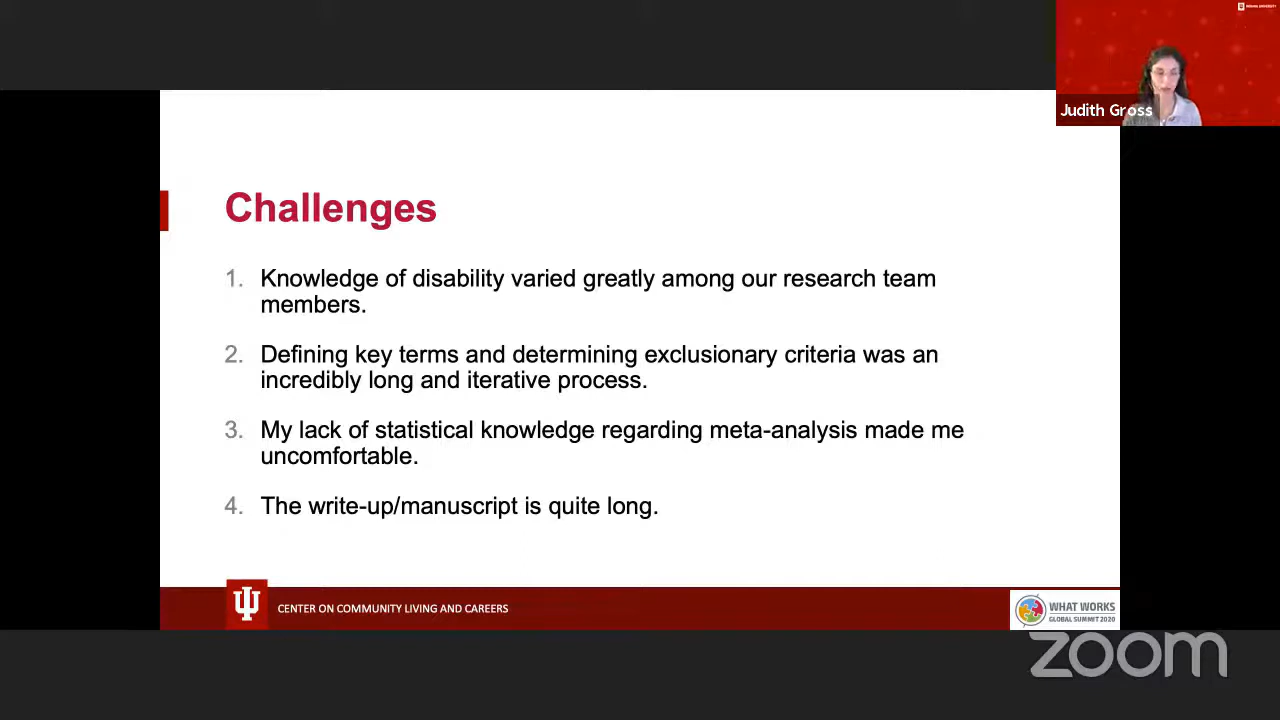 Judith Gross
Challenges
1. Knowledge of disability varied greatly among our research team
members.
2. Defining key terms and determining exclusionary criteria was an
incredibly long and iterative process.
3. My lack of statistical knowledge regarding meta-analysis made me
uncomfortable.
4. The write-up/manuscript is quite long.
CENTER ON COMMUNITY LIVING AND CAREERS
WHAT WORKS
GLOBAL SUMMIT 2020
zoom